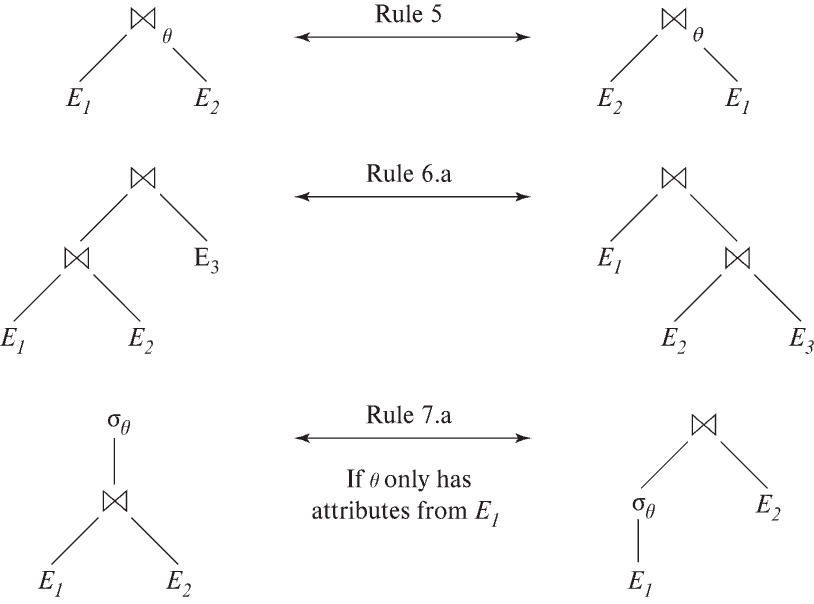 ⋈θ Rule 5 ⋈θ
E1 E2 E2 E1
⋈ Rule 6.a ⋈
⋈ E3 E1 ⋈
E1 E2 E2 E3
σθ Rule 7.a ⋈
If θ only has
attributes from E1
⋈ σθ E2
E1 E2 E1